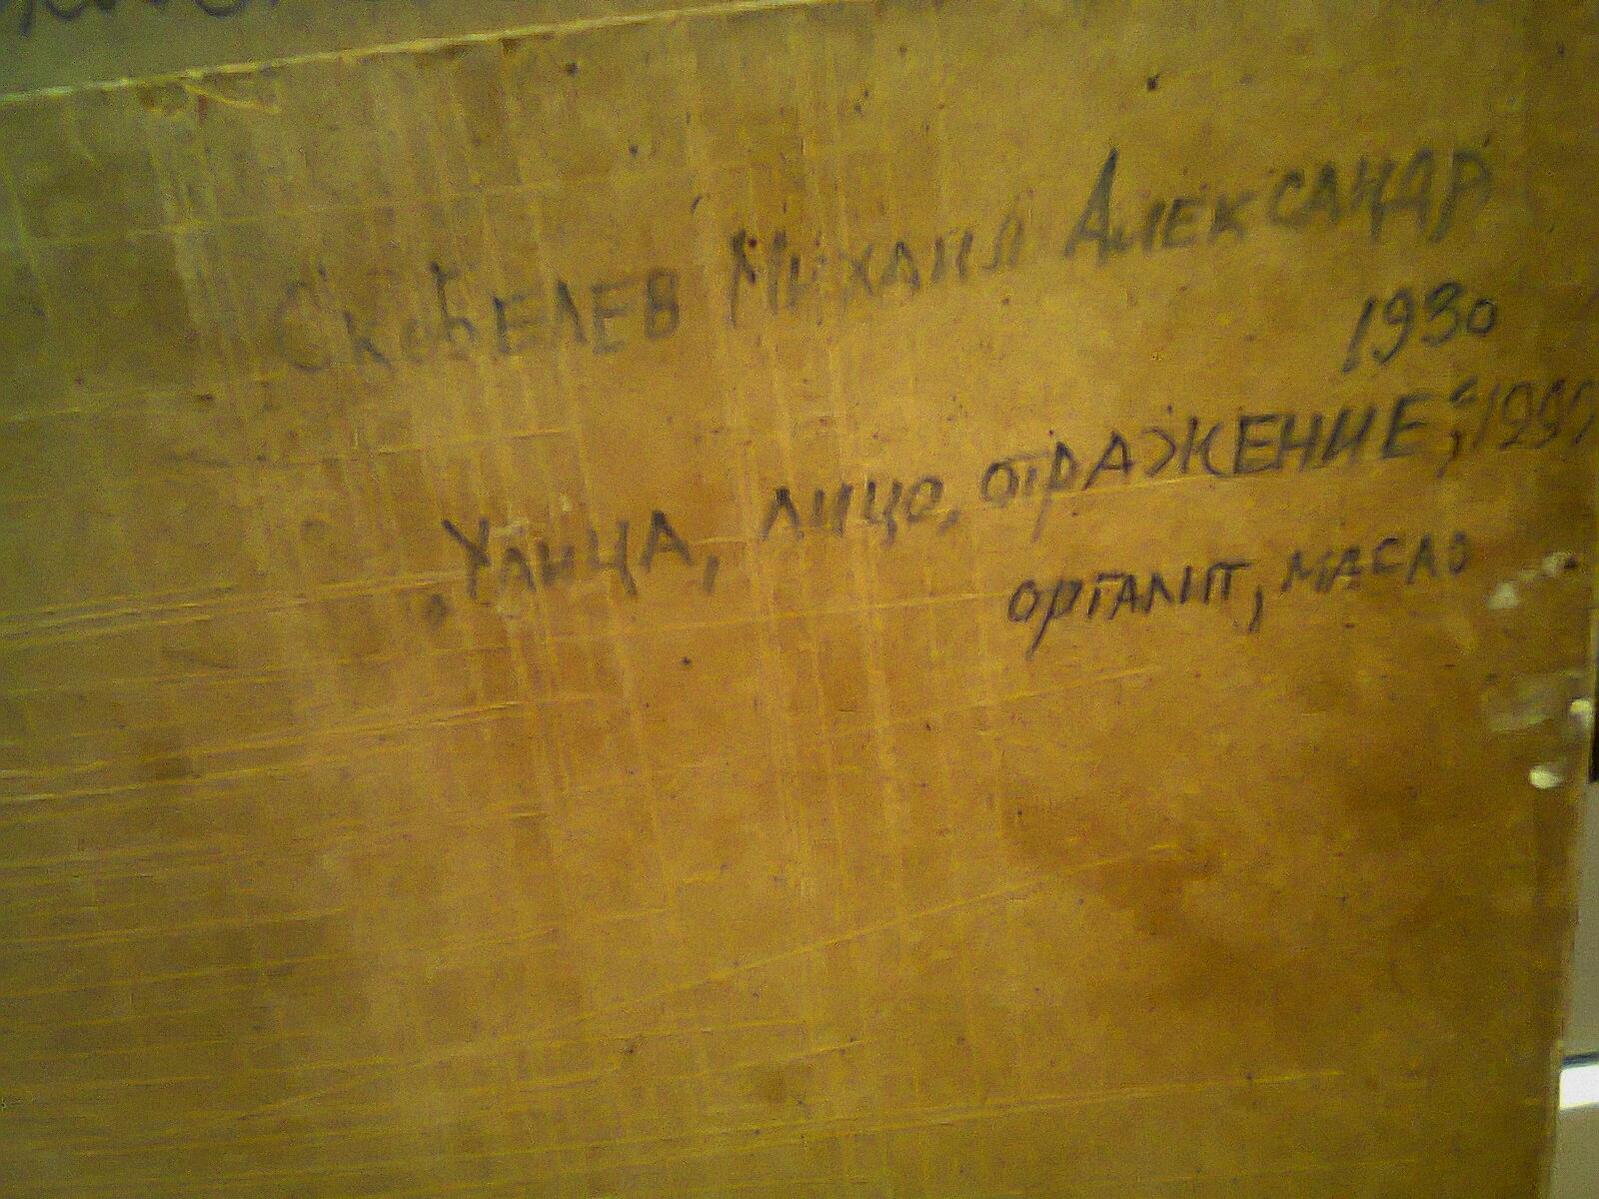 Скобелев Михаил Александр
1930
„Улица, лицо, отражение",
оргалит, масло